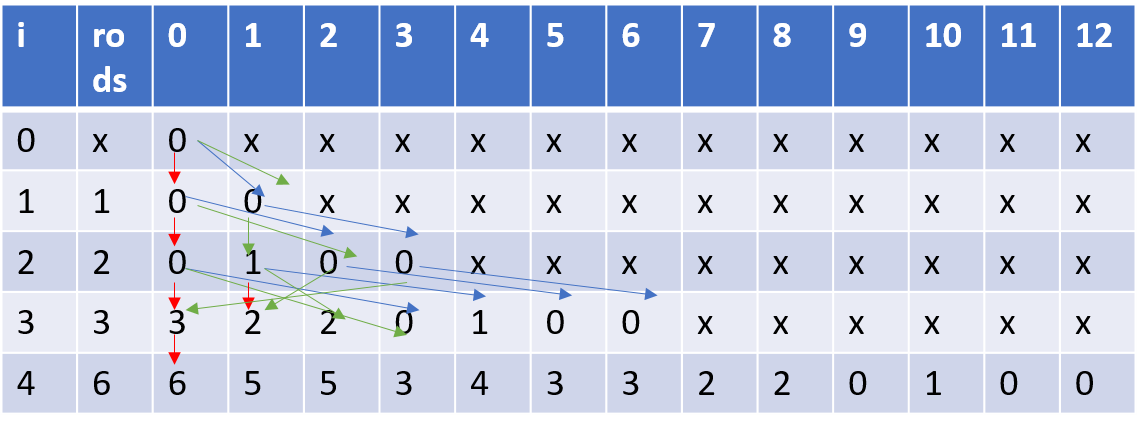 i ro ds 0 1 2 3 4 5 6 7 8 9 10 11 12
0 x 0 x x x x x x x x x x x x
1 1 0 0 x x x x x x x x x x x
2 2 0 1 0 0 x x x x x x x x x
3 3 3 2 2 0 1 0 0 x x x x x x
4 6 6 5 5 3 4 3 3 2 2 0 1 0 0